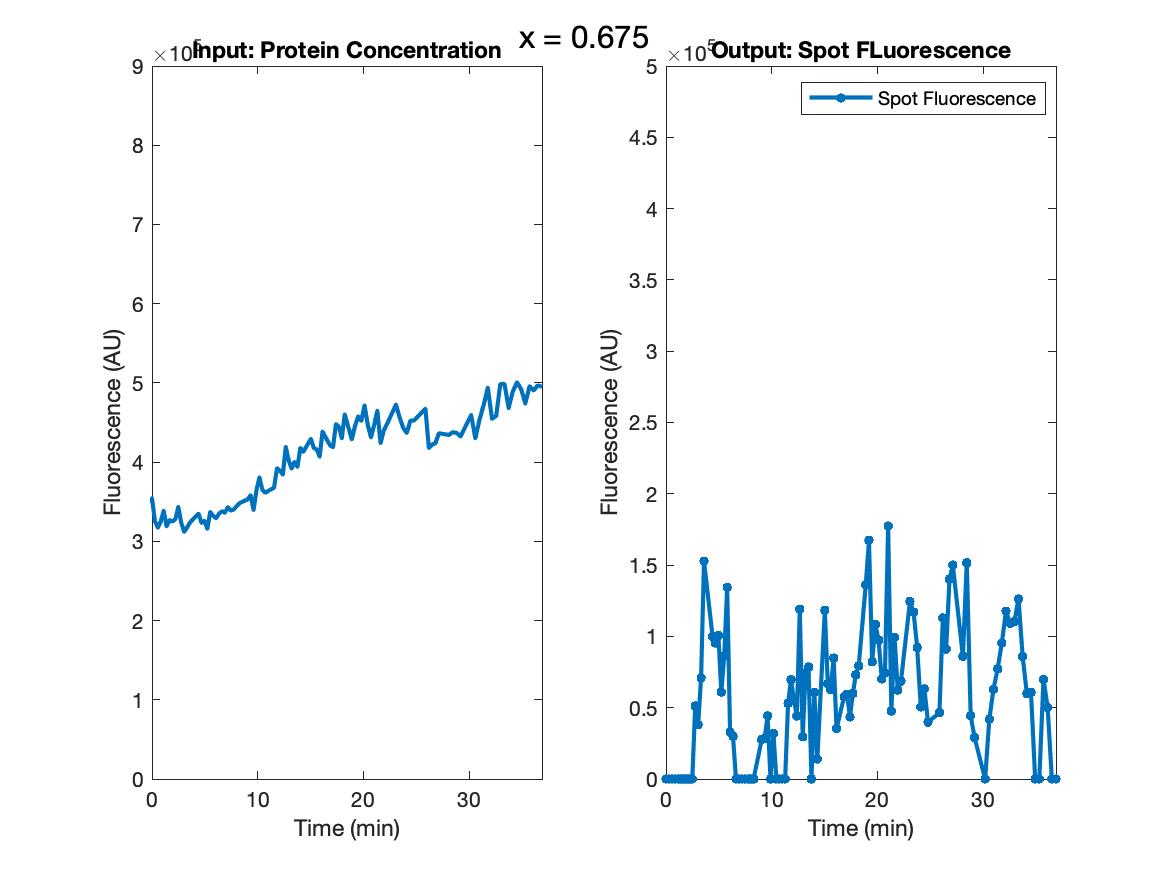 x = 0.675
×10⁵
Input: Protein Concentration
9
8
7
6
5
4
3
2
1
0
0 10 20 30
Time (min)
Fluorescence (AU)
×10⁵
Output: Spot FLuorescence
Spot Fluorescence
5
4.5
4
3.5
3
2.5
2
1.5
1
0.5
0
0 10 20 30
Time (min)
Fluorescence (AU)